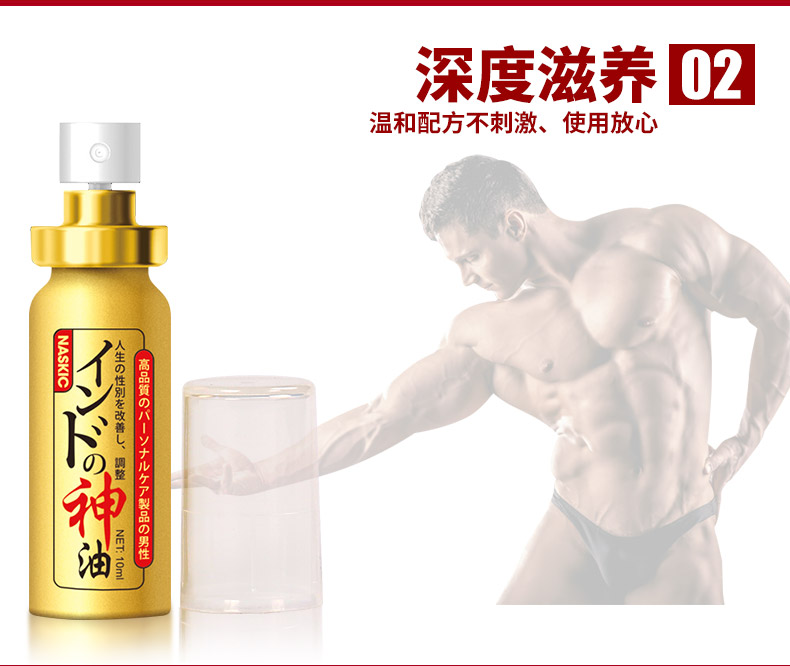 深度滋养 02
温和配方不刺激、使用放心
高品質のパーソナルケア製品の男性
人生の性別を改善し、調整
インドの神油
NASKIC
NET: 10ml